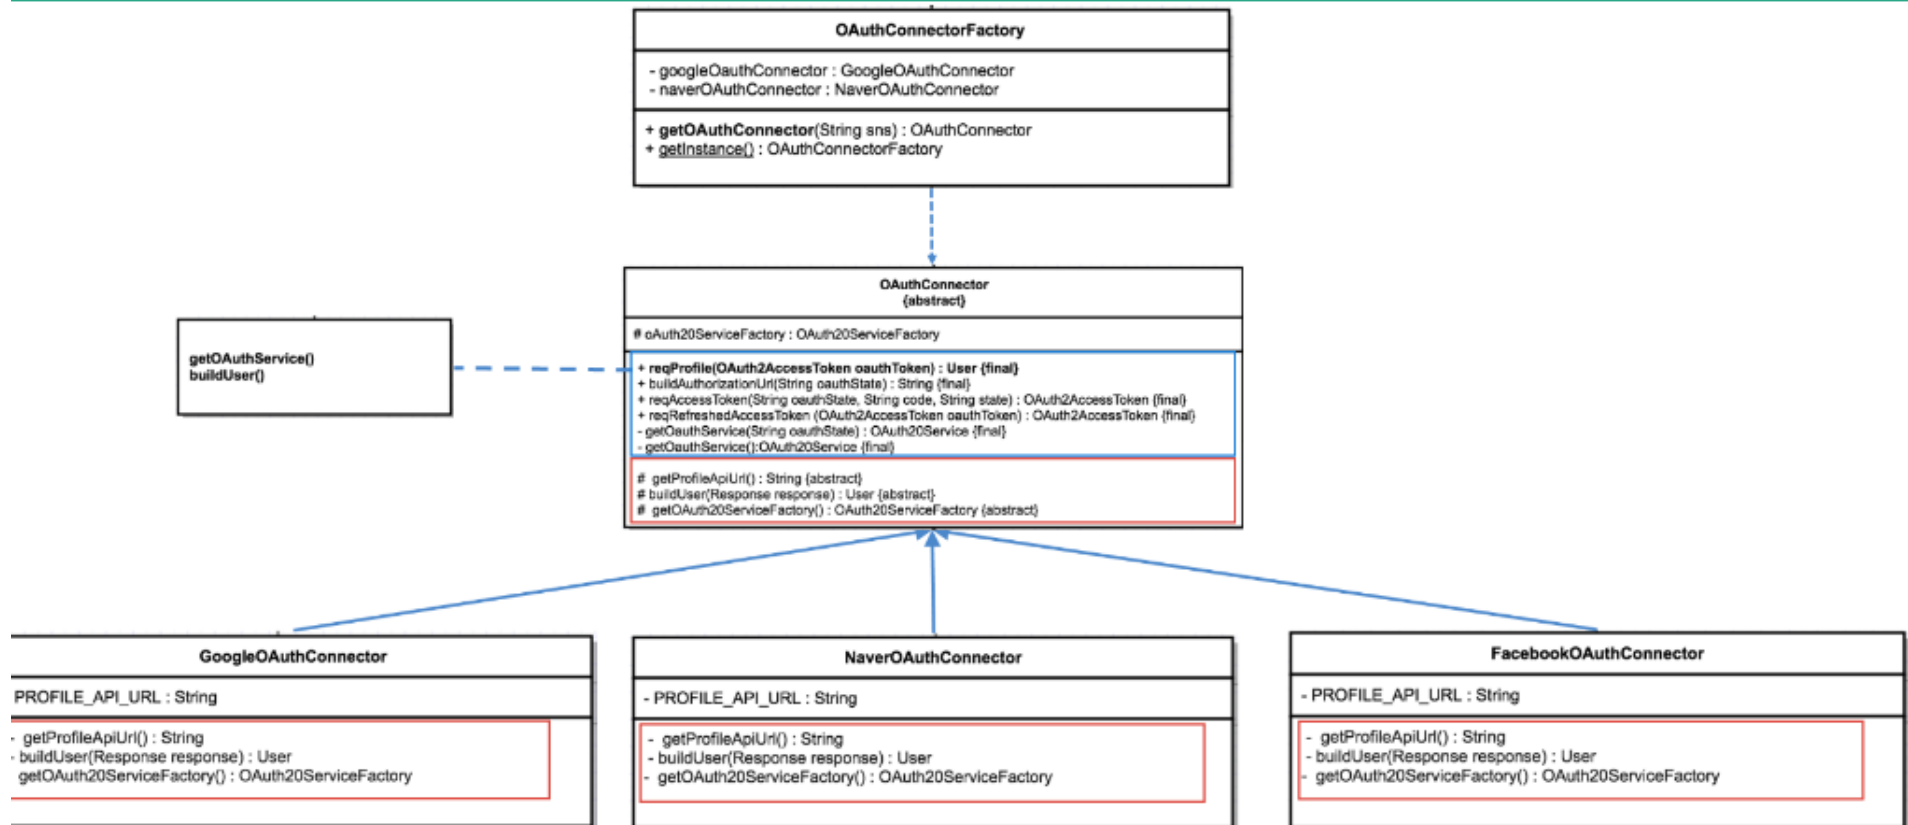 OAuthConnectorFactory
- googleOauthConnector : GoogleOAuthConnector
- naverOAuthConnector : NaverOAuthConnector
+ getOAuthConnector(String sns) : OAuthConnector
+ getInstance() : OAuthConnectorFactory
OAuthConnector
{abstract}
# oAuth20ServiceFactory : OAuth20ServiceFactory
getOAuthService()
buildUser()
+ reqProfile(OAuth2AccessToken oauthToken) : User {final}
+ buildAuthorizationUrl(String oauthState) : String {final}
+ reqAccessToken(String oauthState, String code, String state) : OAuth2AccessToken {final}
+ reqRefreshedAccessToken (OAuth2AccessToken oauthToken) : OAuth2AccessToken {final}
- getOauthService(String oauthState) : OAuth20Service {final}
- getOauthService():OAuth20Service {final}
# getProfileApiUrl() : String {abstract}
# buildUser(Response response) : User {abstract}
# getOAuth20ServiceFactory() : OAuth20ServiceFactory {abstract}
GoogleOAuthConnector
PROFILE_API_URL : String
- getProfileApiUrl() : String
- buildUser(Response response) : User
getOAuth20ServiceFactory() : OAuth20ServiceFactory
NaverOAuthConnector
- PROFILE_API_URL : String
- getProfileApiUrl() : String
- buildUser(Response response) : User
- getOAuth20ServiceFactory() : OAuth20ServiceFactory
FacebookOAuthConnector
- PROFILE_API_URL : String
- getProfileApiUrl() : String
- buildUser(Response response) : User
- getOAuth20ServiceFactory() : OAuth20ServiceFactory